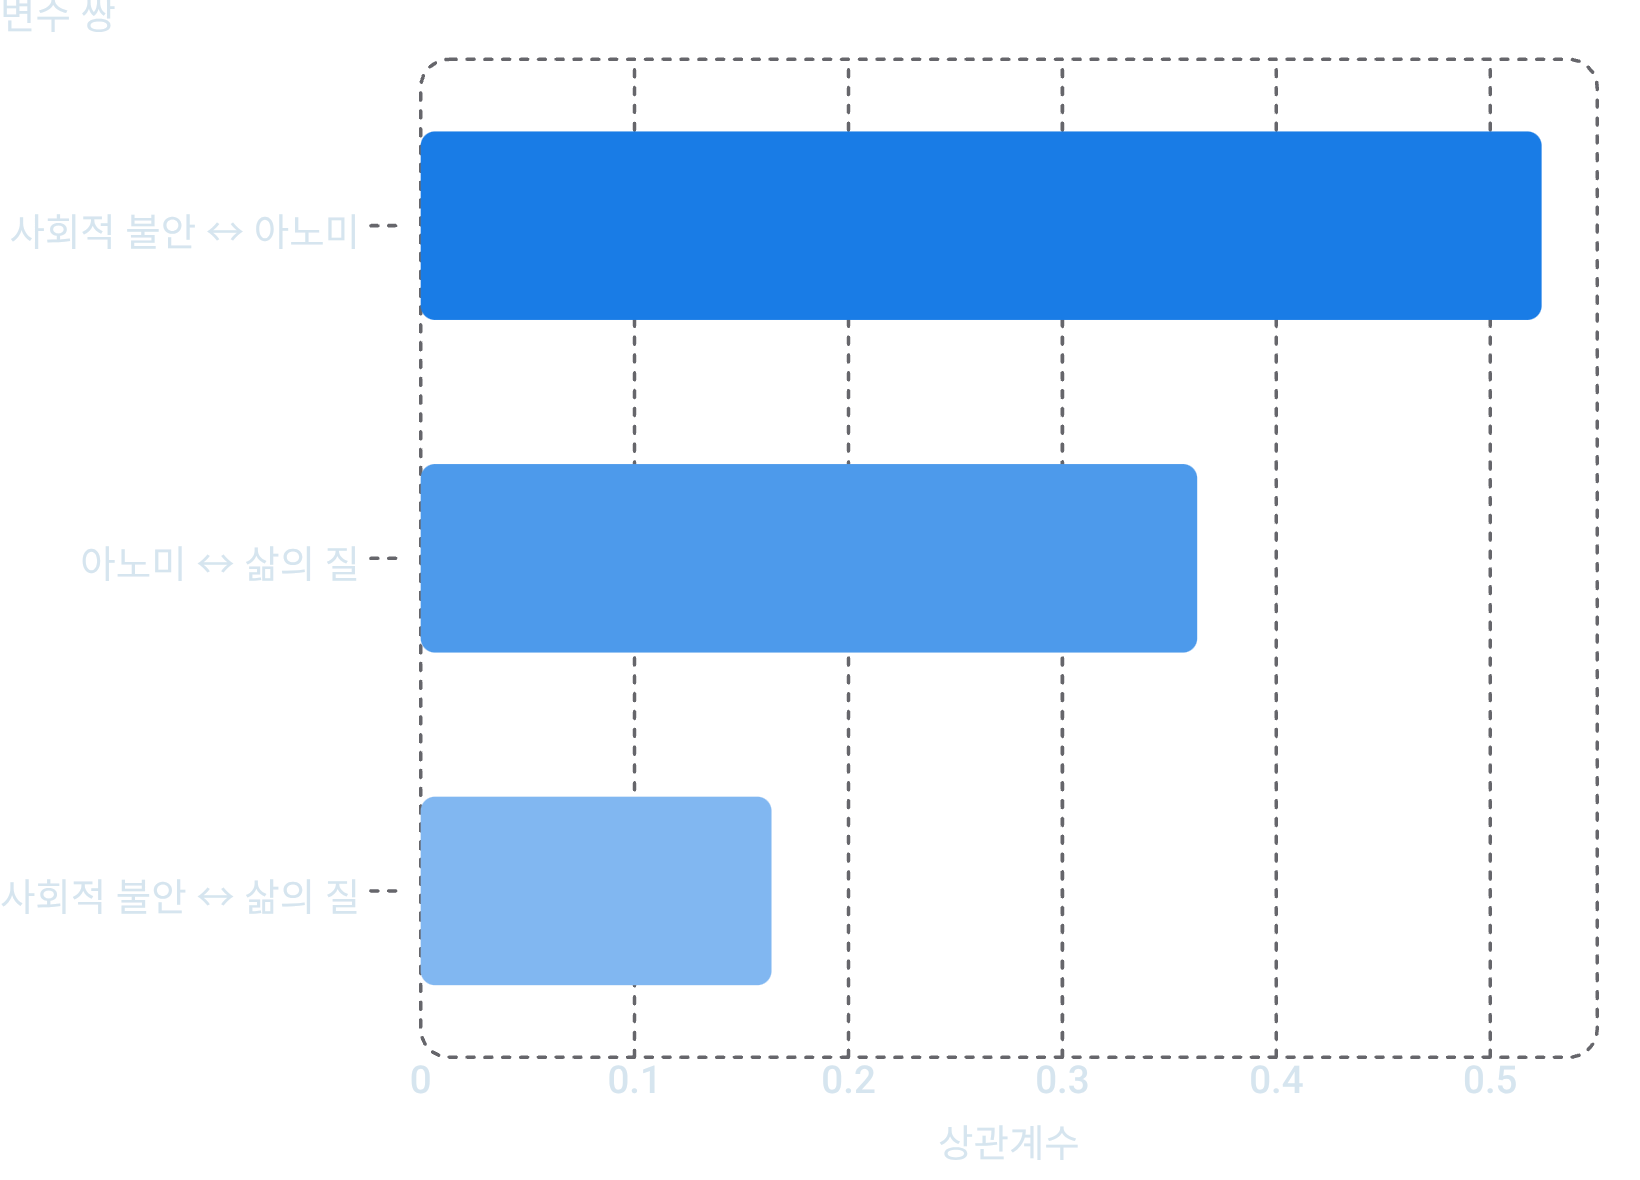 변수 쌍
사회적 불안 ↔ 아노미
아노미 ↔ 삶의 질
사회적 불안 ↔ 삶의 질
0 0.1 0.2 0.3 0.4 0.5
상관계수